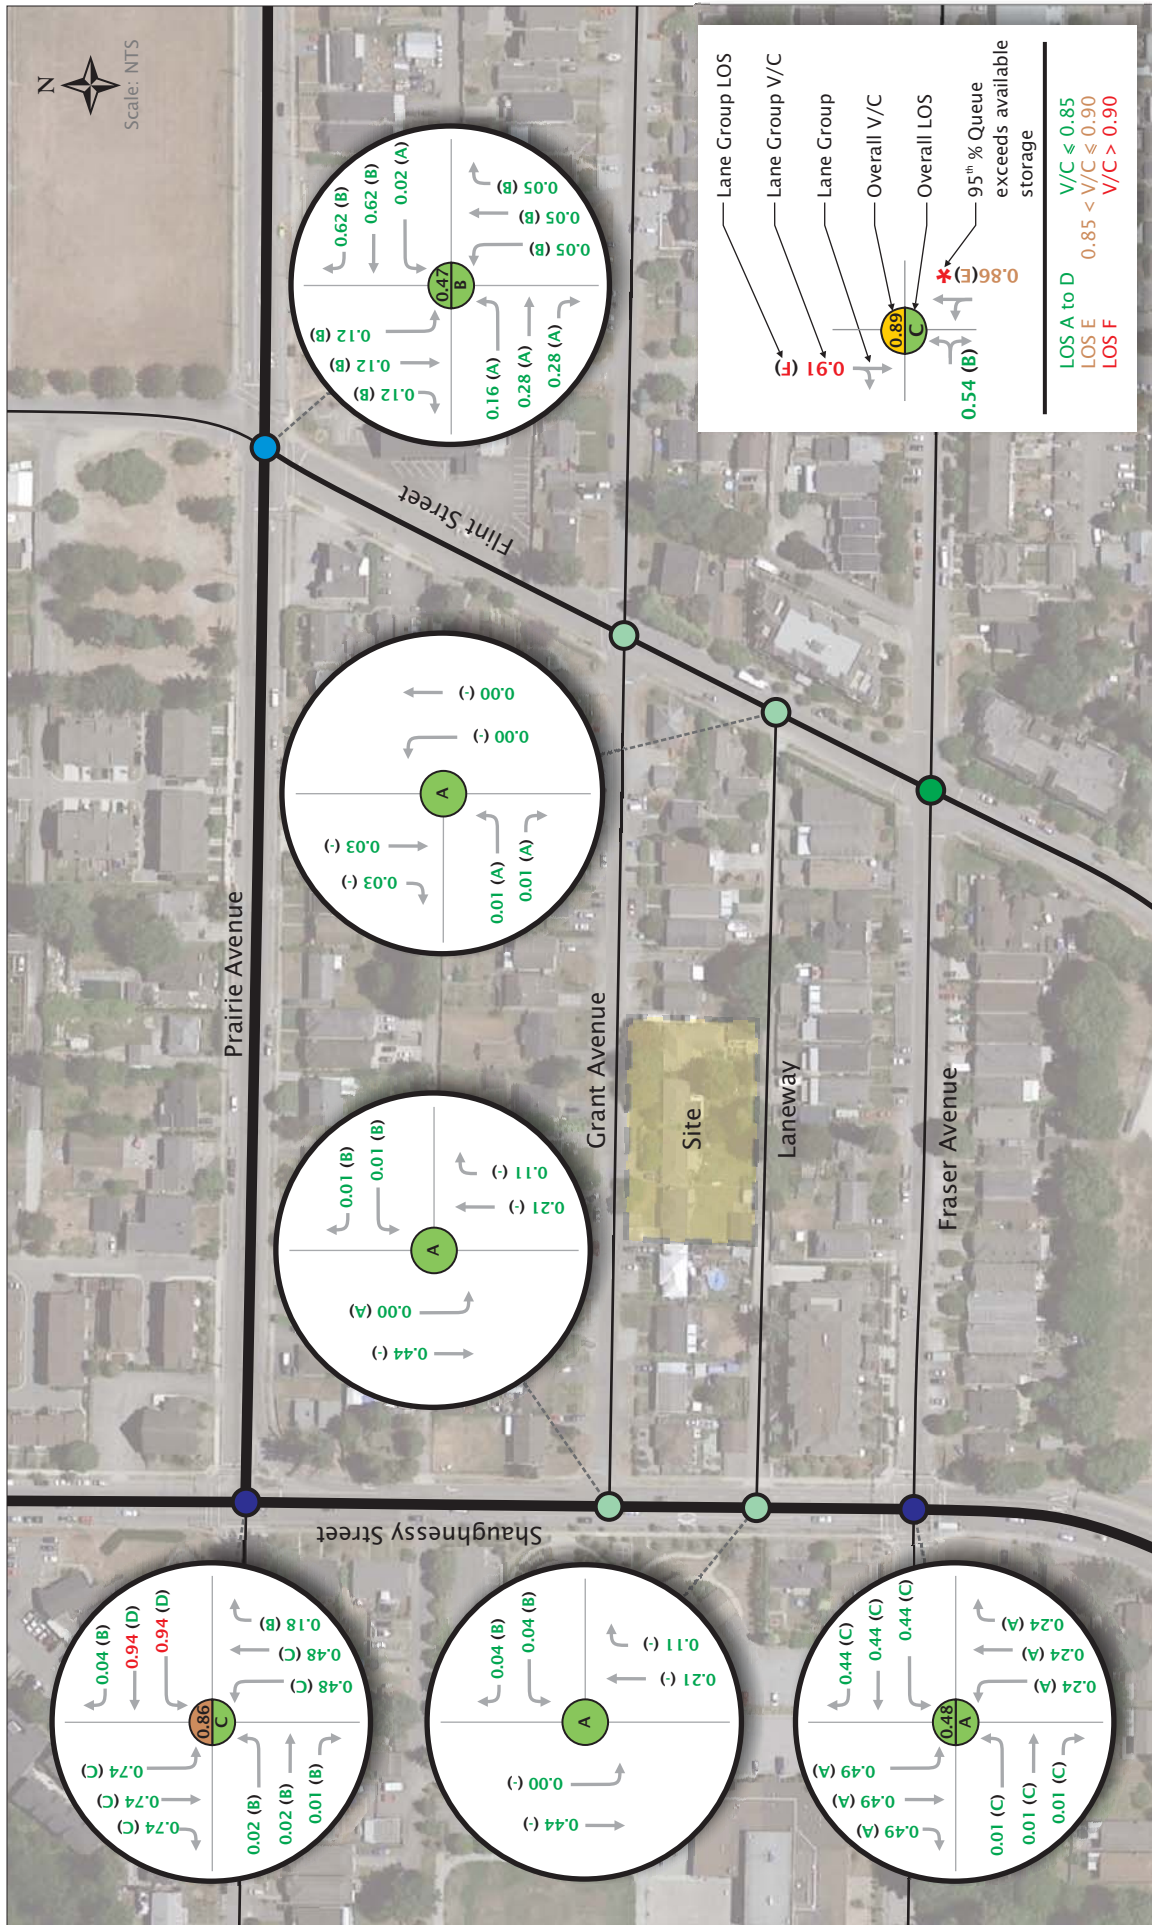 N
Scale: NTS
Lane Group LOS
Lane Group V/C
Lane Group
Overall V/C
Overall LOS
95th % Queue
exceeds available
storage
0.91 (F)
0.89
C
0.86(E)*
0.54 (B)
LOS A to D V/C ≤ 0.85
LOS E 0.85 < V/C ≤ 0.90
LOS F V/C > 0.90
0.62 (B)
0.62 (B)
0.02 (A)
0.12 (B)
0.12 (B)
0.12 (B)
0.47
B
0.16 (A)
0.28 (A)
0.28 (A)
0.05 (B)
0.05 (B)
0.05 (B)
Flint Street
0.03 (-)
0.03 (-)
A
0.01 (A)
0.01 (A)
0.00 (-)
0.00 (-)
Prairie Avenue
0.01 (B)
0.01 (B)
0.44 (-)
0.00 (A)
A
0.21 (-)
0.11 (-)
Grant Avenue
Site
Laneway
Fraser Avenue
Shaughnessy Street
0.04 (B)
0.94 (D)
0.94 (D)
0.74 (C)
0.74 (C)
0.74 (C)
0.86
C
0.02 (B)
0.02 (B)
0.01 (B)
0.48 (C)
0.48 (C)
0.18 (B)
0.04 (B)
0.04 (B)
0.44 (-)
0.00 (-)
A
0.21 (-)
0.11 (-)
0.44 (C)
0.44 (C)
0.44 (C)
0.49 (A)
0.49 (A)
0.49 (A)
0.48
A
0.01 (C)
0.01 (C)
0.01 (C)
0.24 (A)
0.24 (A)
0.24 (A)